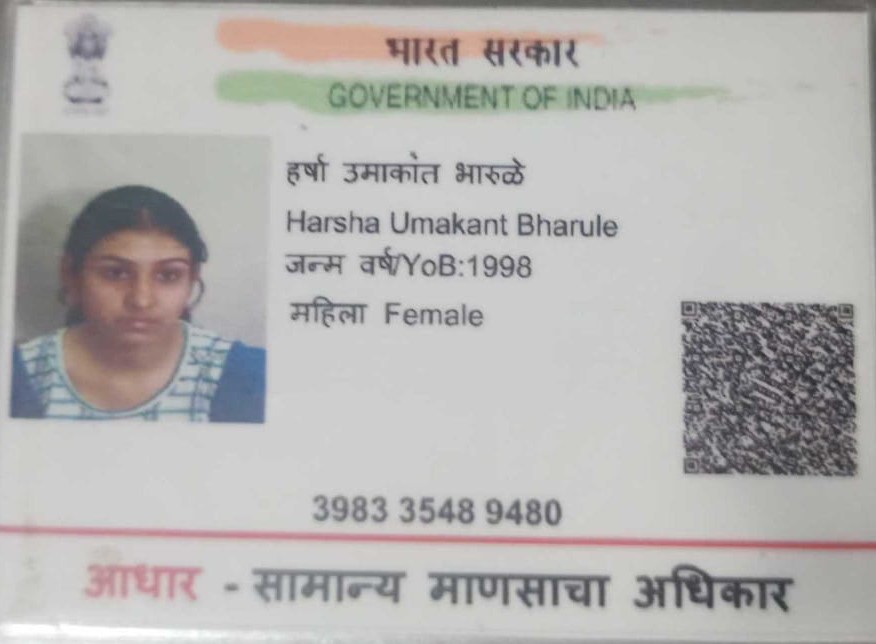 भारत सरकार
GOVERNMENT OF INDIA
हर्षा उमाकांत भारुळे
Harsha Umakant Bharule
जन्म वर्ष/YoB:1998
महिला Female
3983 3548 9480
आधार - सामान्य माणसाचा अधिकार